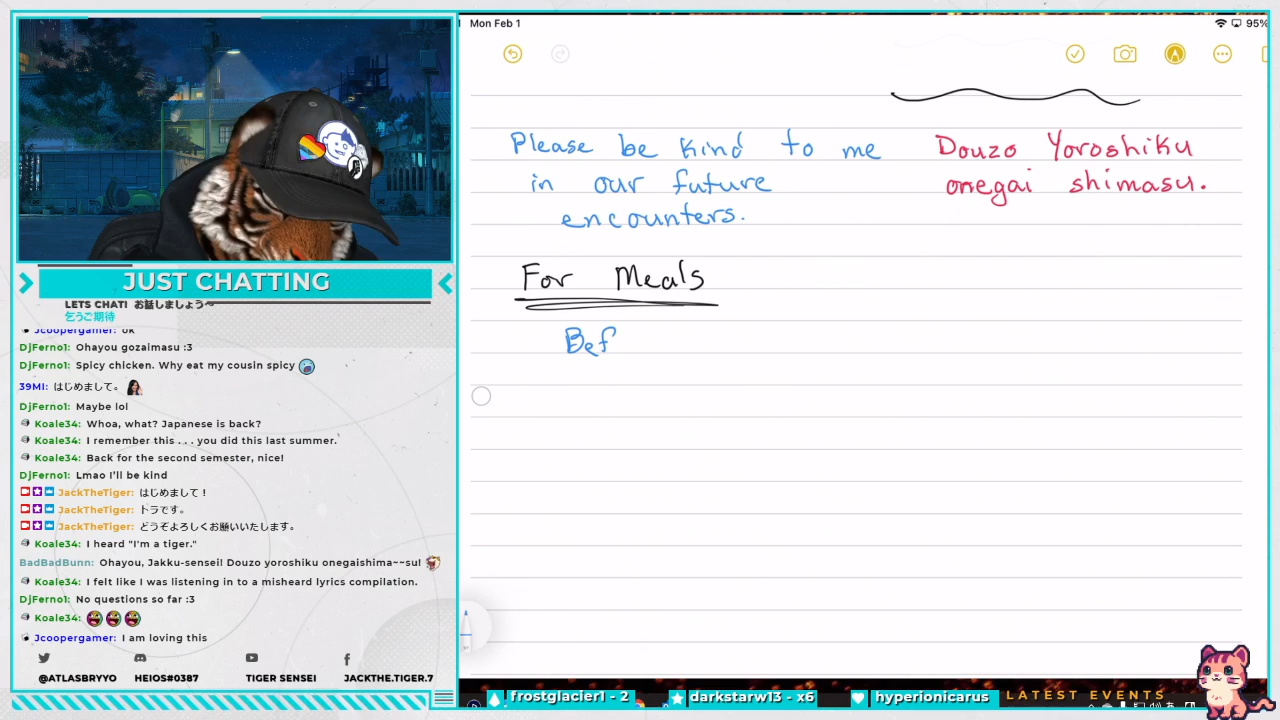 Mon Feb 1
95%
Please be kind to me
in our future
encounters.
Douzo Yoroshiku
onegai shimasu.
For Meals
Bef
JUST CHATTING
LETS CHAT! お話しましょう～
乞うご期待
Jcoopergamer: ok
DjFerno1: Ohayou gozaimasu :3
DjFerno1: Spicy chicken. Why eat my cousin spicy
39MI: はじめまして。
DjFerno1: Maybe lol
Koale34: Whoa, what? Japanese is back?
Koale34: I remember this . . . you did this last summer.
Koale34: Back for the second semester, nice!
DjFerno1: Lmao I'll be kind
JackTheTiger: はじめまして！
JackTheTiger: トラです。
JackTheTiger: どうぞよろしくお願いいたします。
Koale34: I heard "I'm a tiger."
BadBadBunn: Ohayou, Jakku-sensei! Douzo yoroshiku onegaishima~~su!
Koale34: I felt like I was listening in to a misheard lyrics compilation.
DjFerno1: No questions so far :3
Koale34:
Jcoopergamer: I am loving this
@ATLASBRYYO HEIOS#0387 TIGER SENSEI JACKTHE.TIGER.7
frostglacier1 - 2 darkstarw13 - x6 hyperionicarus LATEST EVENTS